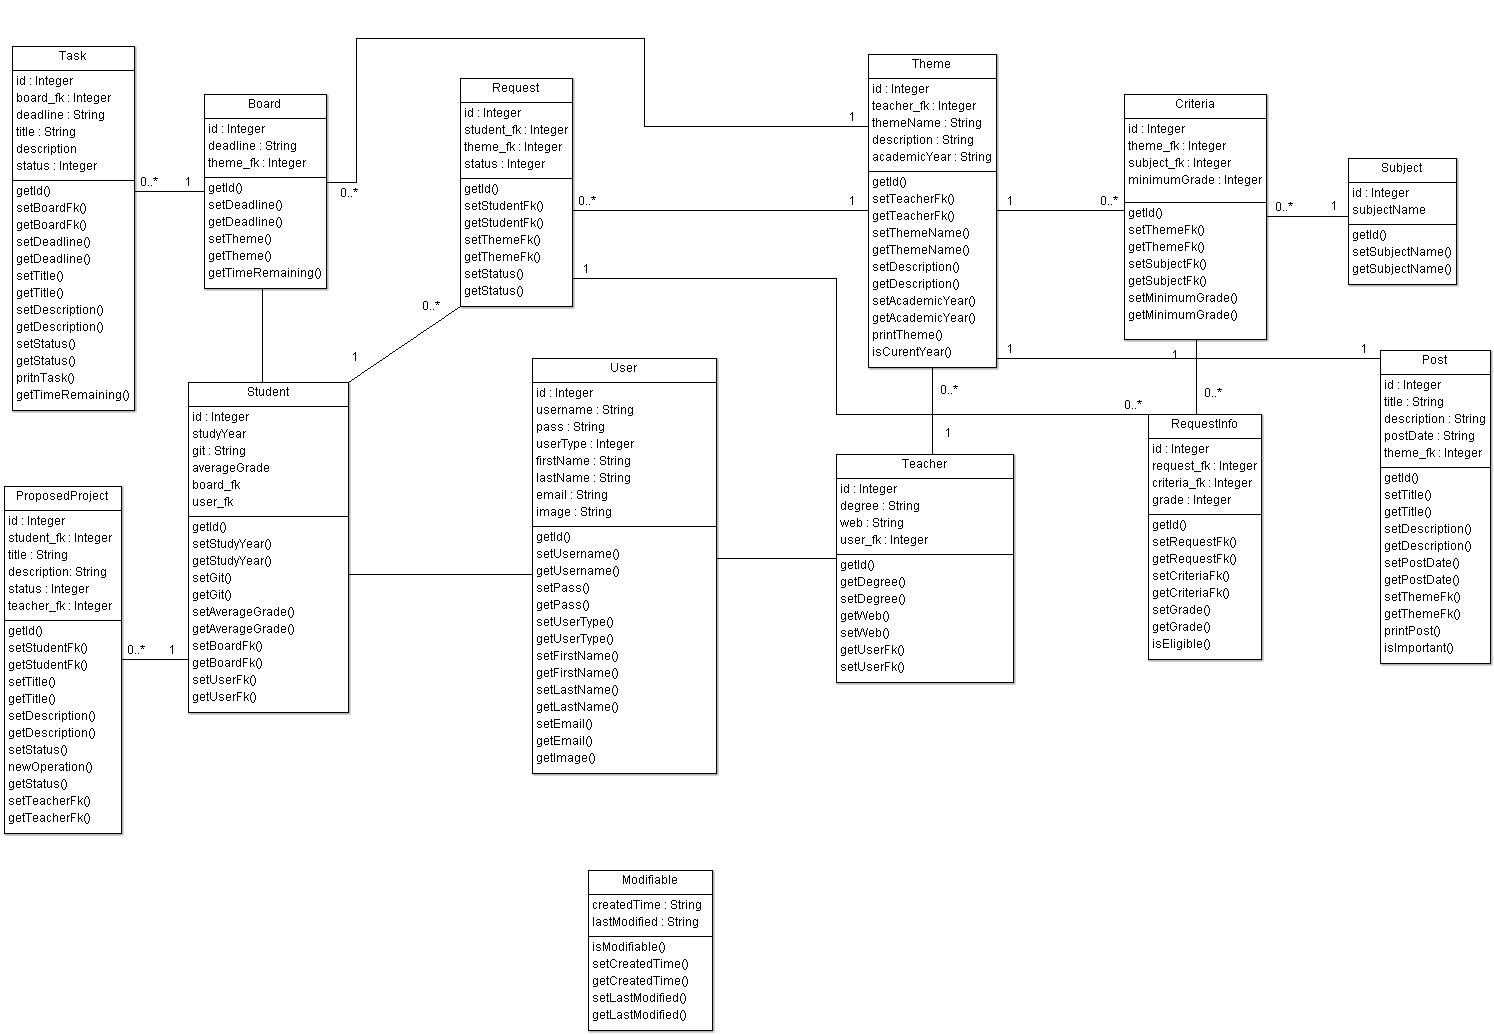 Task
id : Integer
board_fk : Integer
deadline : String
title : String
description
status : Integer
getId()
setBoardFk()
getBoardFk()
setDeadline()
getDeadline()
setTitle()
getTitle()
setDescription()
getDescription()
setStatus()
getStatus()
pritnTask()
getTimeRemaining()
0..*
1
Board
id : Integer
deadline : String
theme_fk : Integer
getId()
setDeadline()
getDeadline()
setTheme()
getTheme()
getTimeRemaining()
0..*
1
Request
id : Integer
student_fk : Integer
theme_fk : Integer
status : Integer
getId()
setStudentFk()
getStudentFk()
setThemeFk()
getThemeFk()
setStatus()
getStatus()
0..*
1
1
0..*
0..*
1
Theme
id : Integer
teacher_fk : Integer
themeName : String
description : String
academicYear : String
getId()
setTeacherFk()
getTeacherFk()
setThemeName()
getThemeName()
setDescription()
getDescription()
setAcademicYear()
getAcademicYear()
printTheme()
isCurentYear()
1
0..*
1
1
0..*
1
Criteria
id : Integer
theme_fk : Integer
subject_fk : Integer
minimumGrade : Integer
getId()
setThemeFk()
getThemeFk()
setSubjectFk()
getSubjectFk()
setMinimumGrade()
getMinimumGrade()
0..*
1
1
0..*
Subject
id : Integer
subjectName
getId()
setSubjectName()
getSubjectName()
Student
id : Integer
studyYear
git : String
averageGrade
board_fk
user_fk
getId()
setStudyYear()
getStudyYear()
setGit()
getGit()
setAverageGrade()
getAverageGrade()
setBoardFk()
getBoardFk()
setUserFk()
getUserFk()
User
id : Integer
username : String
pass : String
userType : Integer
firstName : String
lastName : String
email : String
image : String
getId()
setUsername()
getUsername()
setPass()
getPass()
setUserType()
getUserType()
setFirstName()
getFirstName()
setLastName()
getLastName()
setEmail()
getEmail()
getImage()
Teacher
id : Integer
degree : String
web : String
user_fk : Integer
getId()
getDegree()
setDegree()
getWeb()
setWeb()
getUserFk()
setUserFk()
RequestInfo
id : Integer
request_fk : Integer
criteria_fk : Integer
grade : Integer
getId()
setRequestFk()
getRequestFk()
setCriteriaFk()
getCriteriaFk()
setGrade()
getGrade()
isEligible()
Post
id : Integer
title : String
description : String
postDate : String
theme_fk : Integer
getId()
setTitle()
getTitle()
setDescription()
getDescription()
setPostDate()
getPostDate()
setThemeFk()
getThemeFk()
printPost()
isImportant()
ProposedProject
id : Integer
student_fk : Integer
title : String
description: String
status : Integer
teacher_fk : Integer
getId()
setStudentFk()
getStudentFk()
setTitle()
getTitle()
setDescription()
getDescription()
setStatus()
newOperation()
getStatus()
setTeacherFk()
getTeacherFk()
0..*
1
Modifiable
createdTime : String
lastModified : String
isModifiable()
setCreatedTime()
getCreatedTime()
setLastModified()
getLastModified()